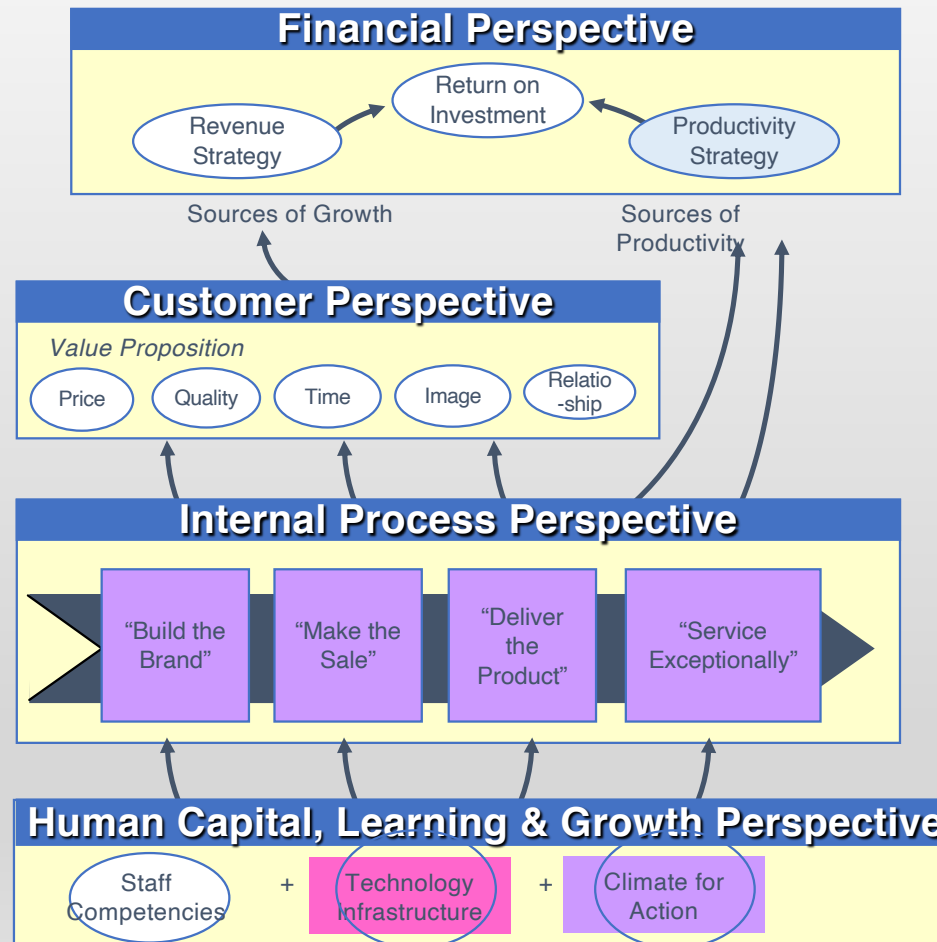 Financial Perspective
Return on
Investment
Revenue
Strategy
Productivity
Strategy
Sources of Growth
Sources of
Productivity
Customer Perspective
Value Proposition
Price
Quality
Time
Image
Relatio
-ship
Internal Process Perspective
“Build the
Brand”
“Make the
Sale”
“Deliver
the
Product”
“Service
Exceptionally”
Human Capital, Learning & Growth Perspective
Staff
Competencies
+
Technology
Infrastructure
+
Climate for
Action